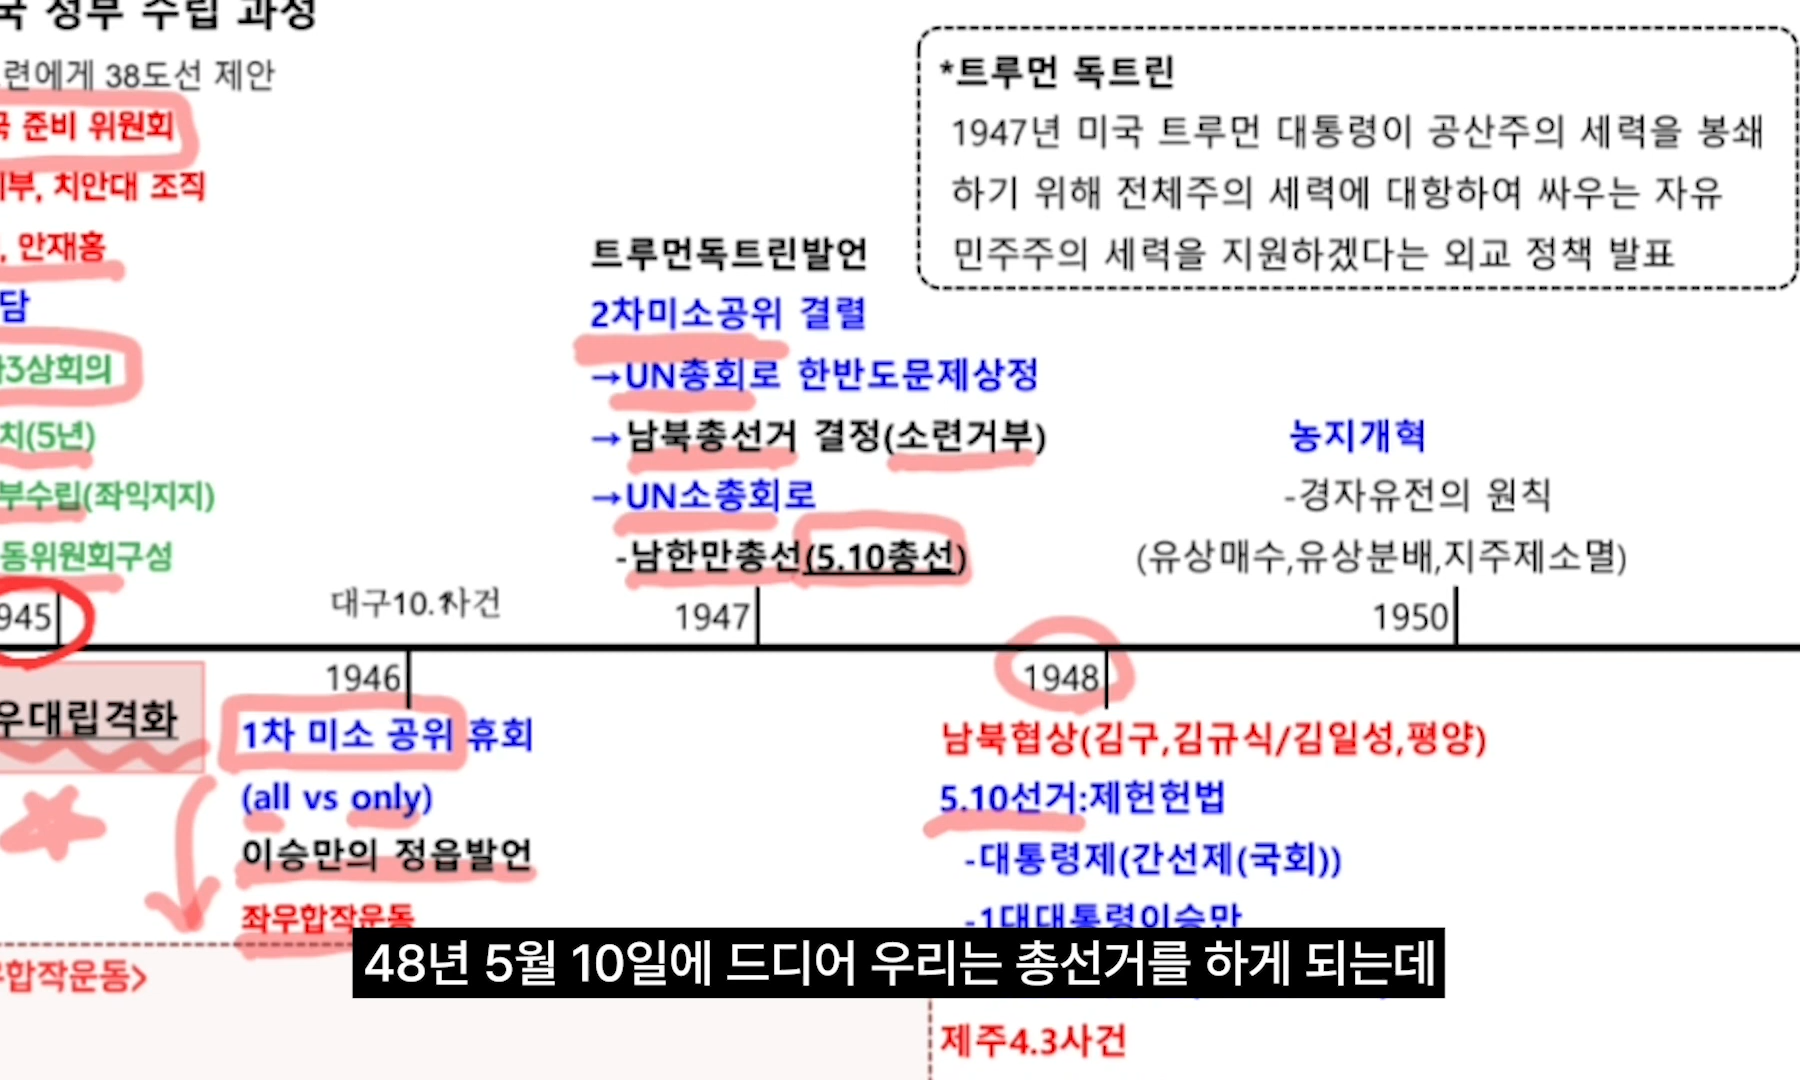 국 정부 수립 과정
련에게 38도선 제안
국 준비 위원회
치안대 조직
, 안재홍
담
3상회의
치(5년)
부수립(좌익지지)
동위원회구성
945
우대립격화
합작운동>
대구10.1사건
1946
1차 미소 공위 휴회
(all vs only)
이승만의 정읍발언
좌우합작운동
트루먼독트린발언
2차미소공위 결렬
→UN총회로 한반도문제상정
→남북총선거 결정(소련거부)
→UN소총회로
-남한만총선(5.10총선)
1947
*트루먼 독트린
1947년 미국 트루먼 대통령이 공산주의 세력을 봉쇄
하기 위해 전체주의 세력에 대항하여 싸우는 자유
민주주의 세력을 지원하겠다는 외교 정책 발표
1948
남북협상(김구,김규식/김일성,평양)
5.10선거:제헌헌법
-대통령제(간선제(국회))
-1대대통령이승만
제주4.3사건
농지개혁
-경자유전의 원칙
(유상매수,유상분배,지주제소멸)
1950
48년 5월 10일에 드디어 우리는 총선거를 하게 되는데